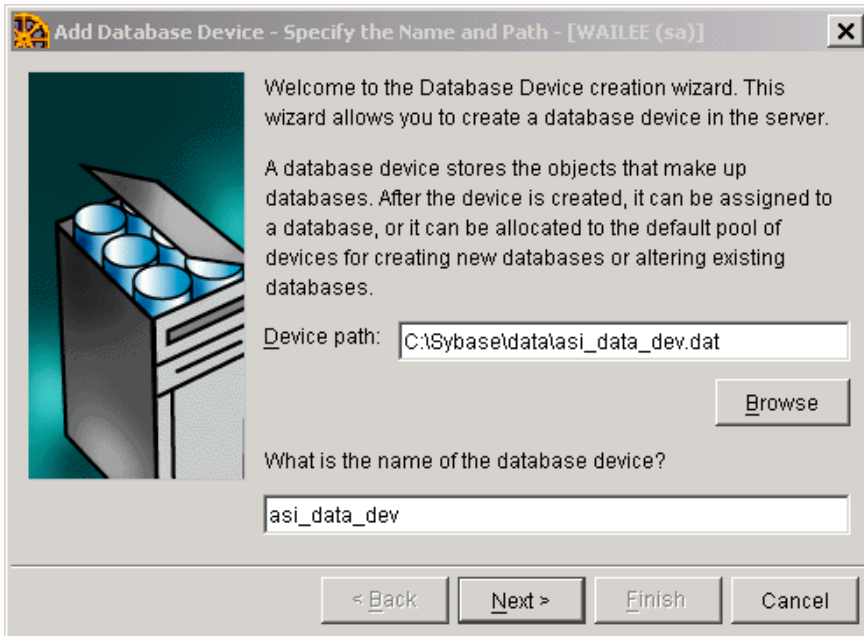 Add Database Device - Specify the Name and Path - [WAILEE (sa)]
Welcome to the Database Device creation wizard. This
wizard allows you to create a database device in the server.
A database device stores the objects that make up
databases. After the device is created, it can be assigned to
a database, or it can be allocated to the default pool of
devices for creating new databases or altering existing
databases.
Device path: C:\Sybase\data\asi_data_dev.dat
Browse
What is the name of the database device?
asi_data_dev
< Back Next > Finish Cancel